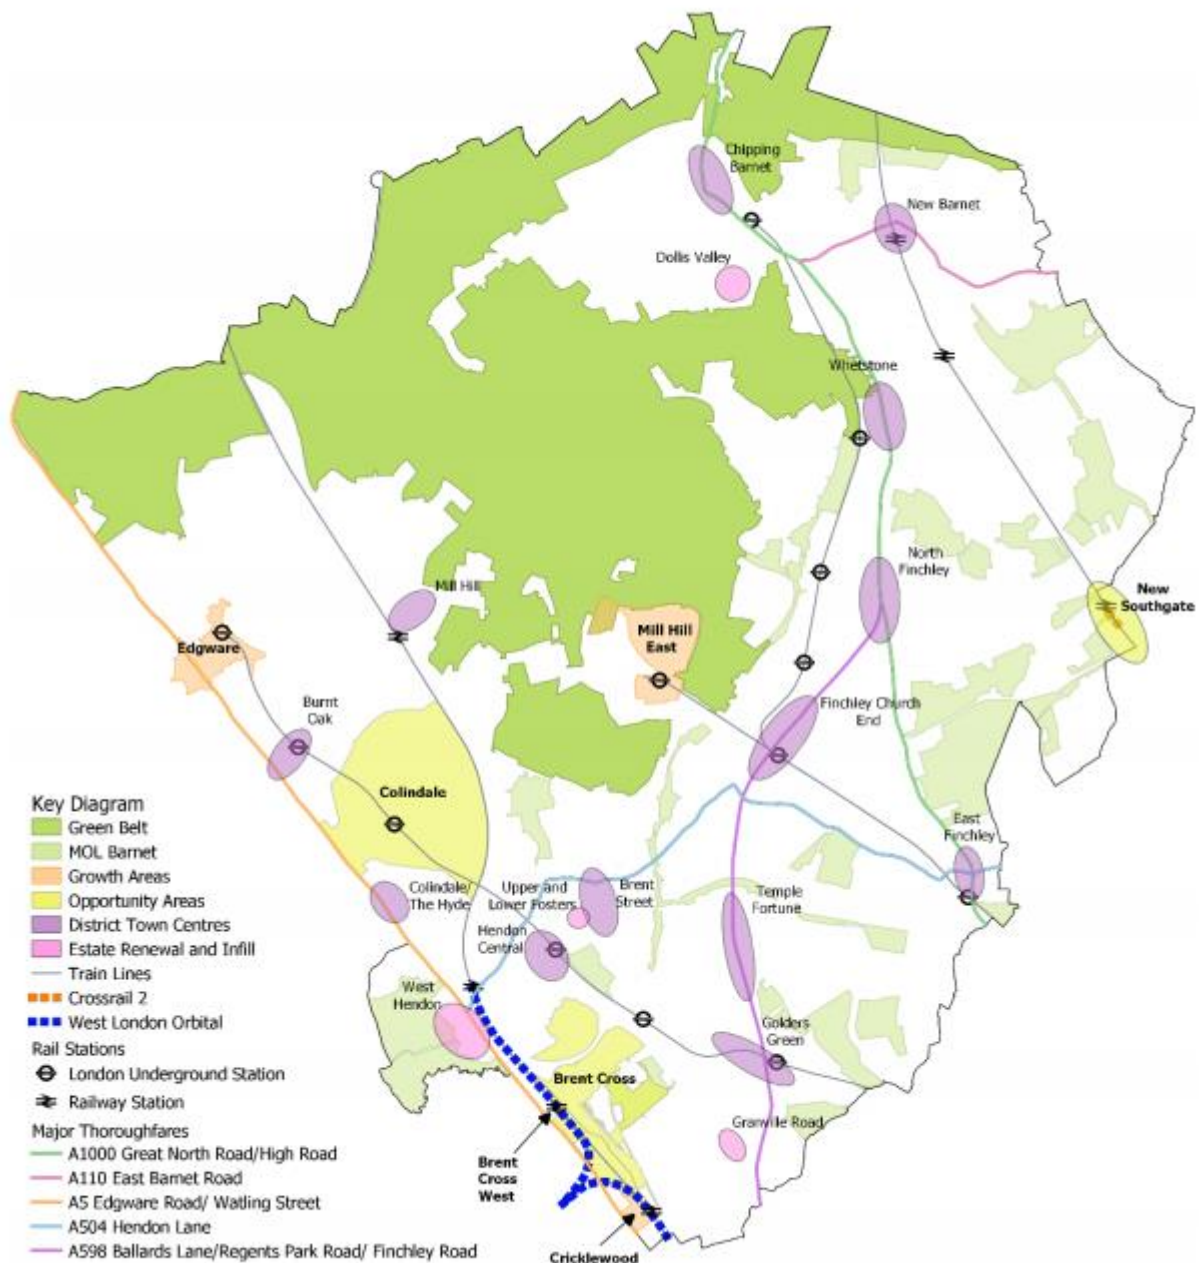 Chipping
Barnet
New Barnet
Dollis Valley
Whetstone
North
Finchley
New
Southgate
Mill Hill
Mill Hill
East
Edgware
Burnt
Oak
Finchley Church
End
Colindale
East
Finchley
Colindale/
The Hyde
Upper and
Lower Fosters
Brent
Street
Temple
Fortune
Hendon
Central
West
Hendon
Golders
Green
Brent Cross
Granville Road
Brent
Cross
West
Cricklewood
Key Diagram
Green Belt
MOL Barnet
Growth Areas
Opportunity Areas
District Town Centres
Estate Renewal and Infill
Train Lines
Crossrail 2
West London Orbital
Rail Stations
London Underground Station
Railway Station
Major Thoroughfares
A1000 Great North Road/High Road
A110 East Barnet Road
A5 Edgware Road/ Watling Street
A504 Hendon Lane
A598 Ballards Lane/Regents Park Road/ Finchley Road